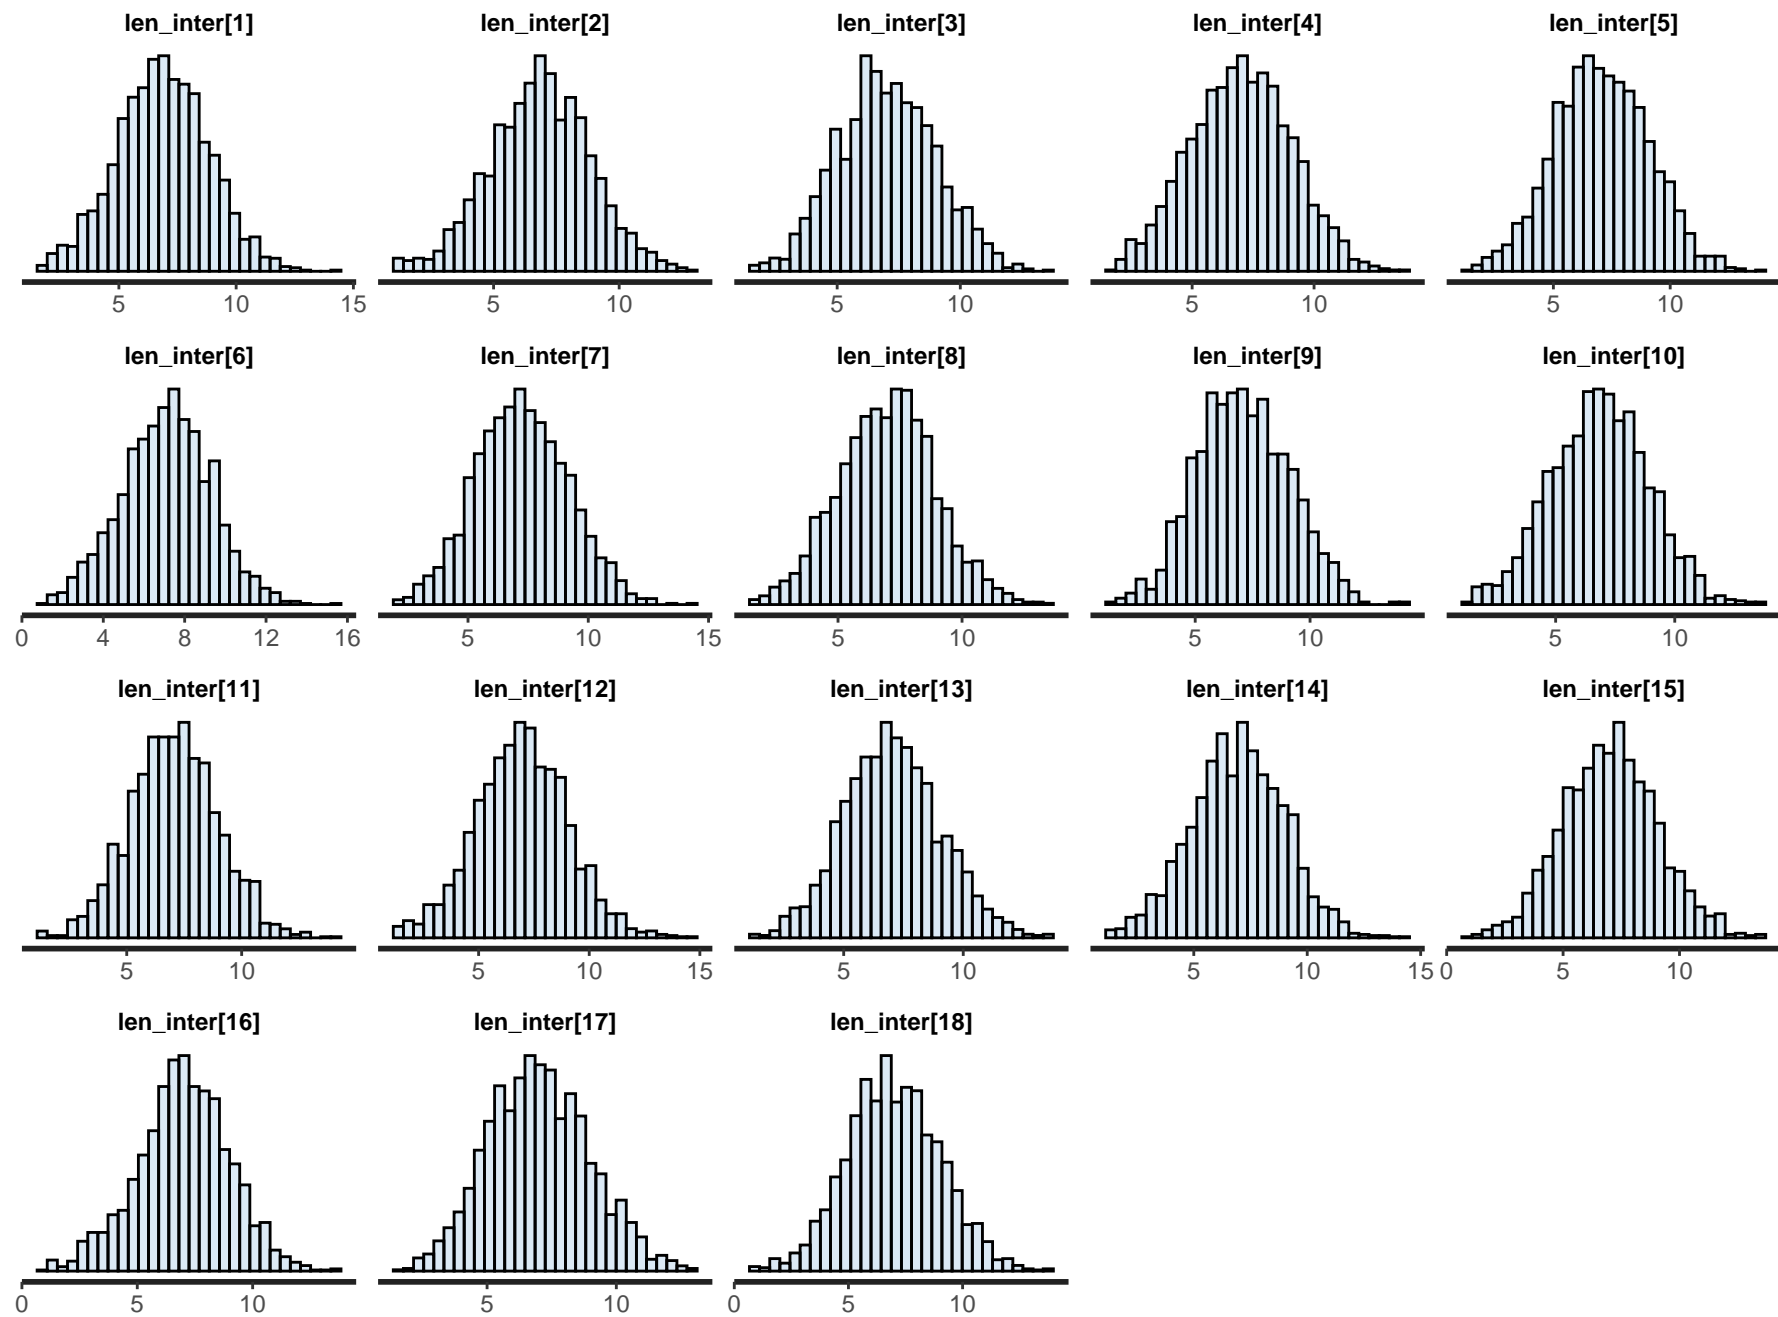 len_inter[1] len_inter[2] len_inter[3] len_inter[4] len_inter[5]
5 10 15 5 10 5 10 5 10 5 10
len_inter[6] len_inter[7] len_inter[8] len_inter[9] len_inter[10]
0 4 8 12 16 5 10 15 5 10 5 10 5 10
len_inter[11] len_inter[12] len_inter[13] len_inter[14] len_inter[15]
5 10 5 10 15 5 10 5 10 15 0 5 10
len_inter[16] len_inter[17] len_inter[18]
0 5 10 5 10 0 5 10